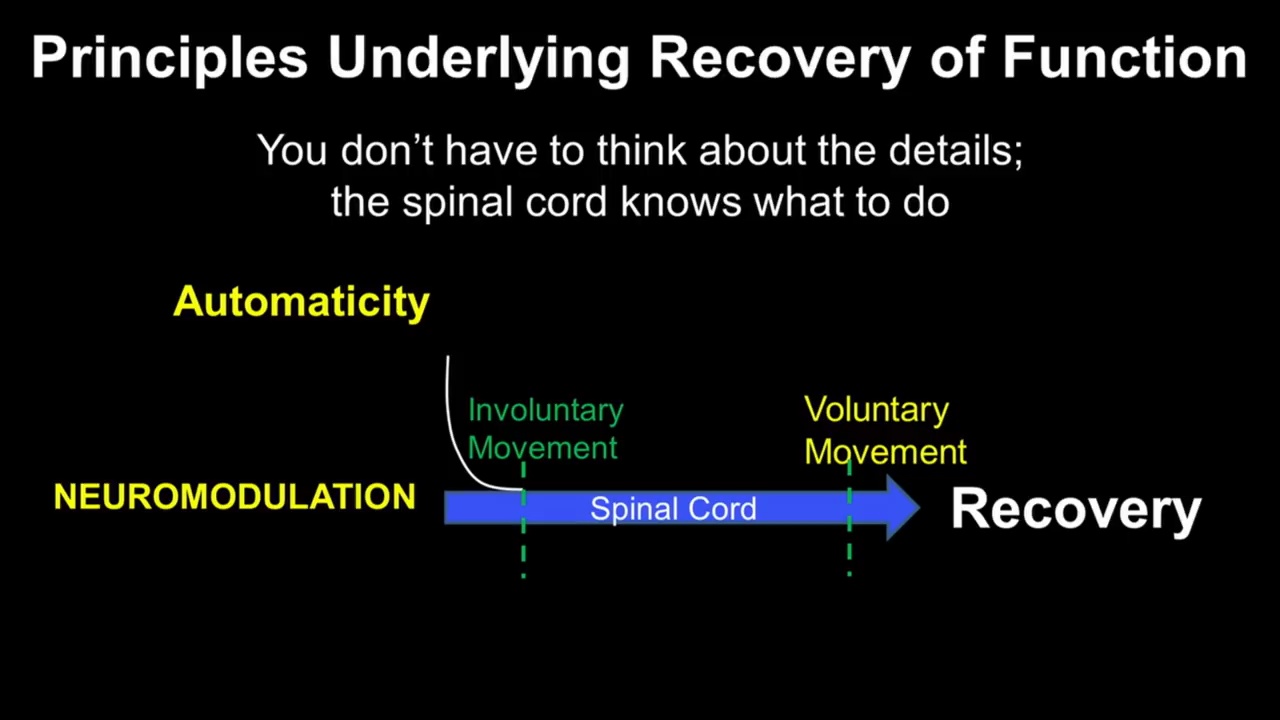 Principles Underlying Recovery of Function
You don’t have to think about the details;
the spinal cord knows what to do
Automaticity
Involuntary
Movement
Voluntary
Movement
NEUROMODULATION
Spinal Cord
Recovery